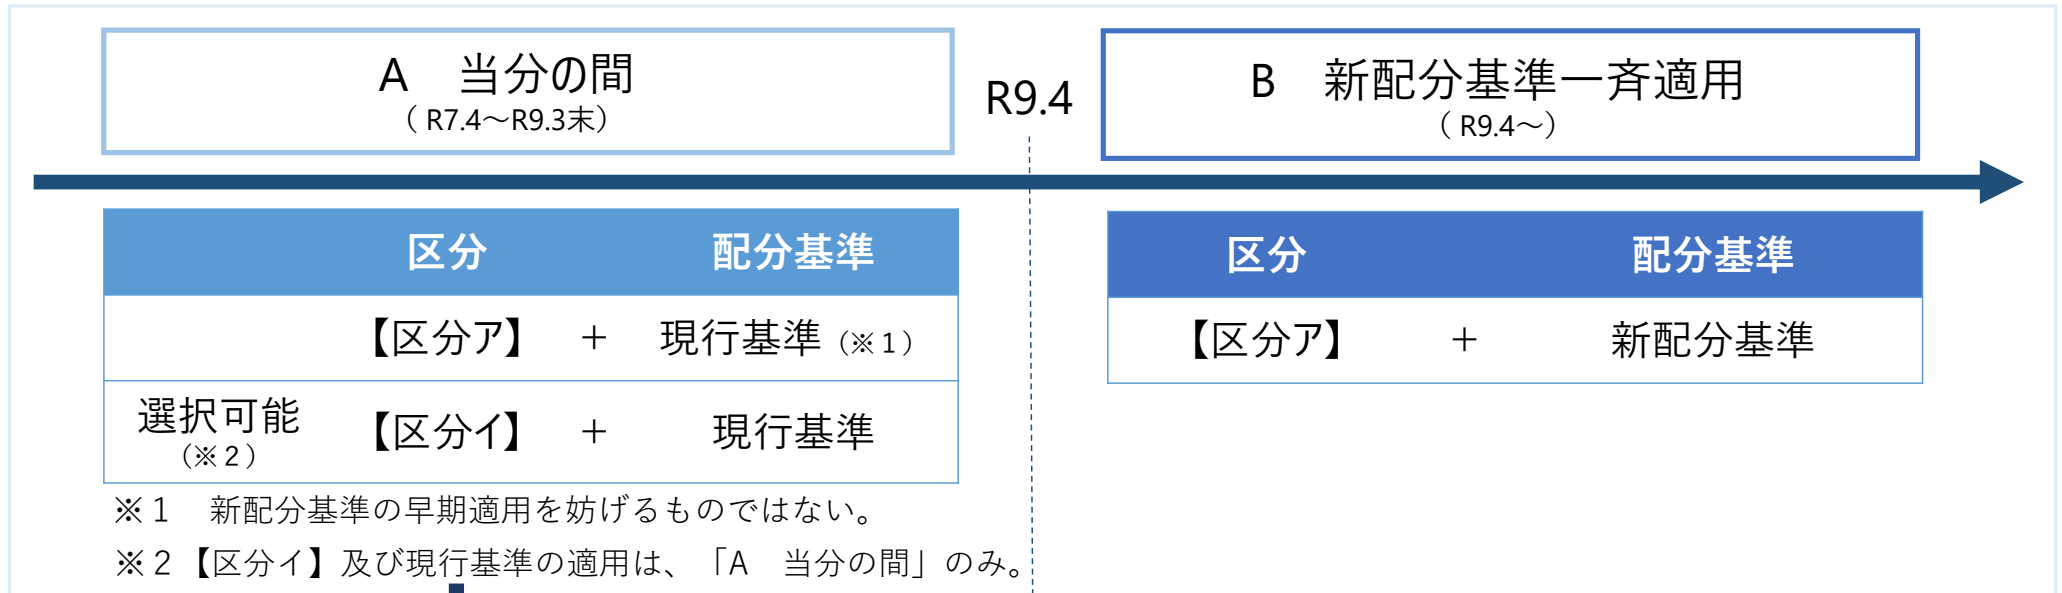 A　当分の間
（ R7.4～R9.3末）
R9.4
B　新配分基準一斉適用
（ R9.4～）
区分　配分基準
【区分ア】　＋　現行基準（※１）
選択可能（※２）　【区分イ】　＋　現行基準
※１　新配分基準の早期適用を妨げるものではない。
※２【区分イ】及び現行基準の適用は、「A　当分の間」のみ。
区分　配分基準
【区分ア】　＋　新配分基準